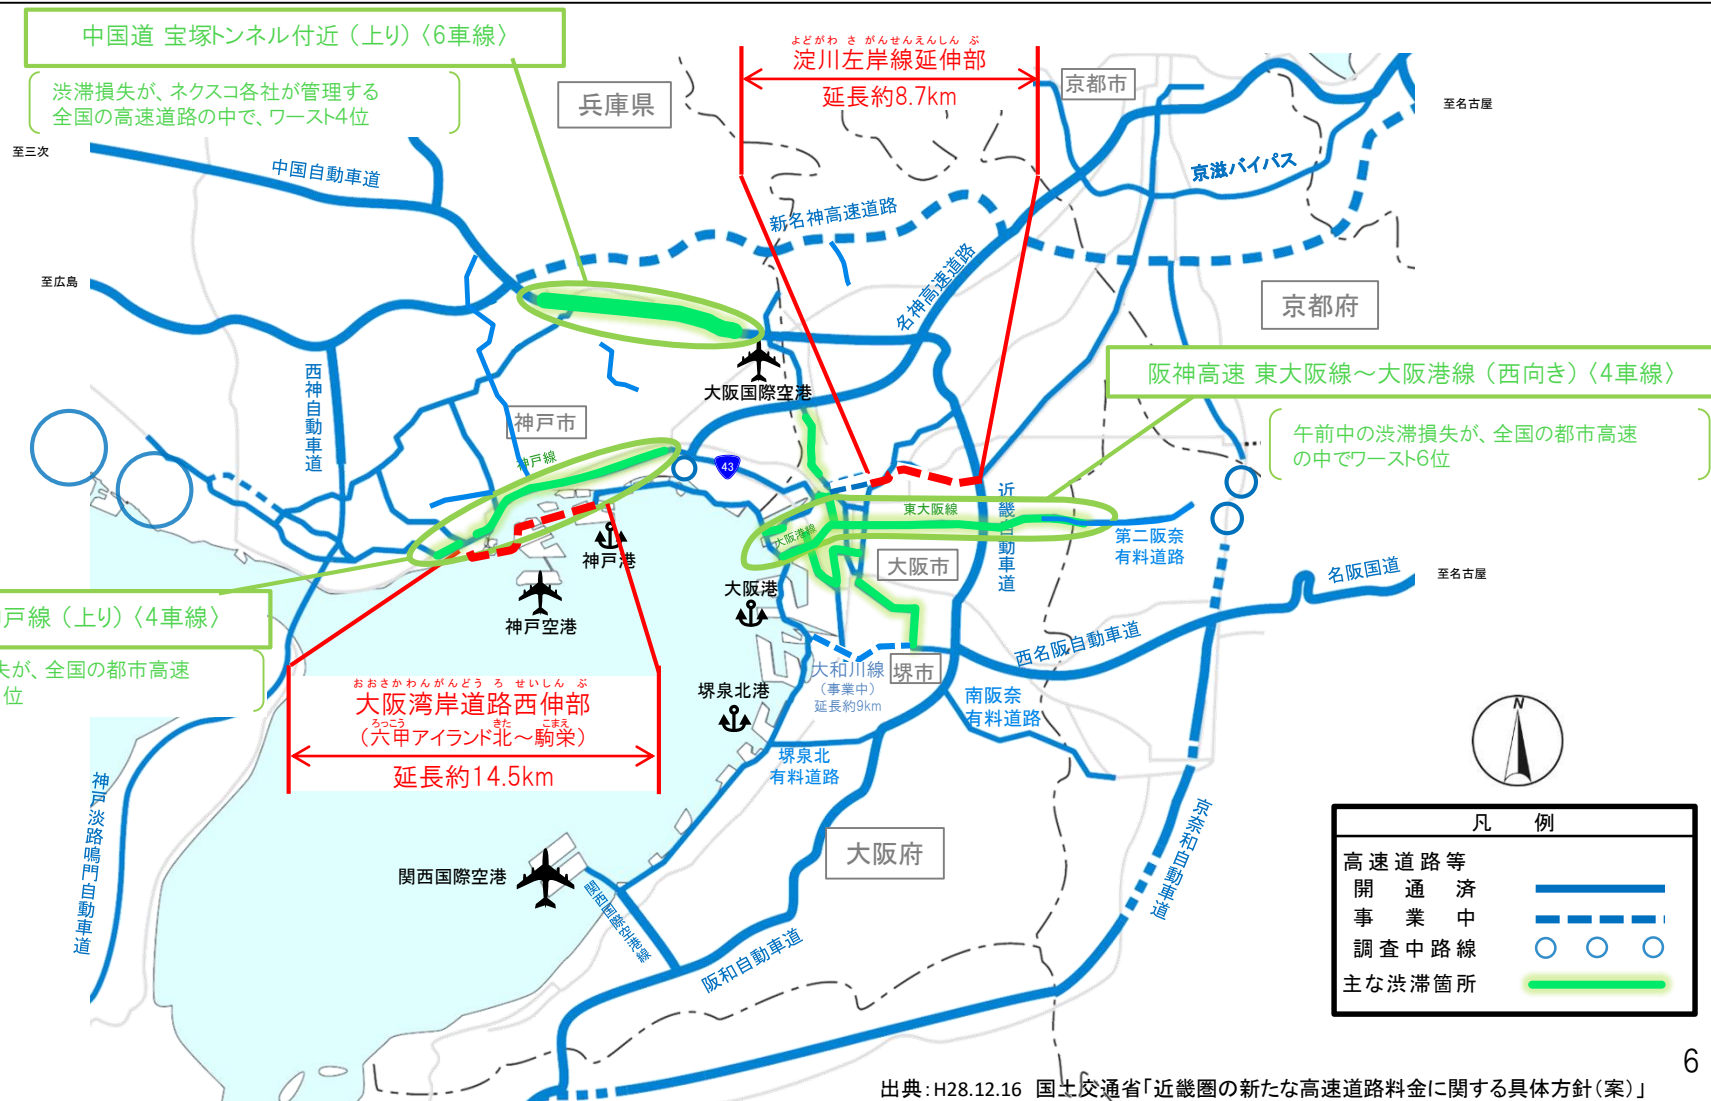 中国道 宝塚トンネル付近（上り）〈6車線〉
渋滞損失が、ネクスコ各社が管理する
全国の高速道路の中で、ワースト4位
よどがわ さ がんせんえんしん ぶ
淀川左岸線延伸部
延長約8.7km
兵庫県
京都市
至名古屋
至三次
中国自動車道
京滋バイパス
新名神高速道路
名神高速道路
至広島
京都府
阪神高速 東大阪線～大阪港線（西向き）〈4車線〉
午前中の渋滞損失が、全国の都市高速
の中でワースト6位
西神自動車道
大阪国際空港
神戸市
神戸線
43
近畿自動車道
東大阪線
大阪港線
第二阪奈
有料道路
神戸港
大阪市
大阪港
名阪国道
至名古屋
戸線（上り）〈4車線〉
失が、全国の都市高速
位
神戸空港
西名阪自動車道
大和川線
（事業中）
延長約9km
堺市
おおさかわんがんどう ろ せいしん ぶ
大阪湾岸道路西伸部
ろっこう きた こまえ
（六甲アイランド北～駒栄）
延長約14.5km
堺泉北港
南阪奈
有料道路
堺泉北
有料道路
神戸淡路鳴門自動車道
京奈和自動車道
大阪府
関西国際空港
関西国際空港線
阪和自動車道
N
凡 例
高速道路等
開 通 済
事 業 中
調査中路線
主な渋滞箇所
6
出典：H28.12.16 国土交通省「近畿圏の新たな高速道路料金に関する具体方針（案）」